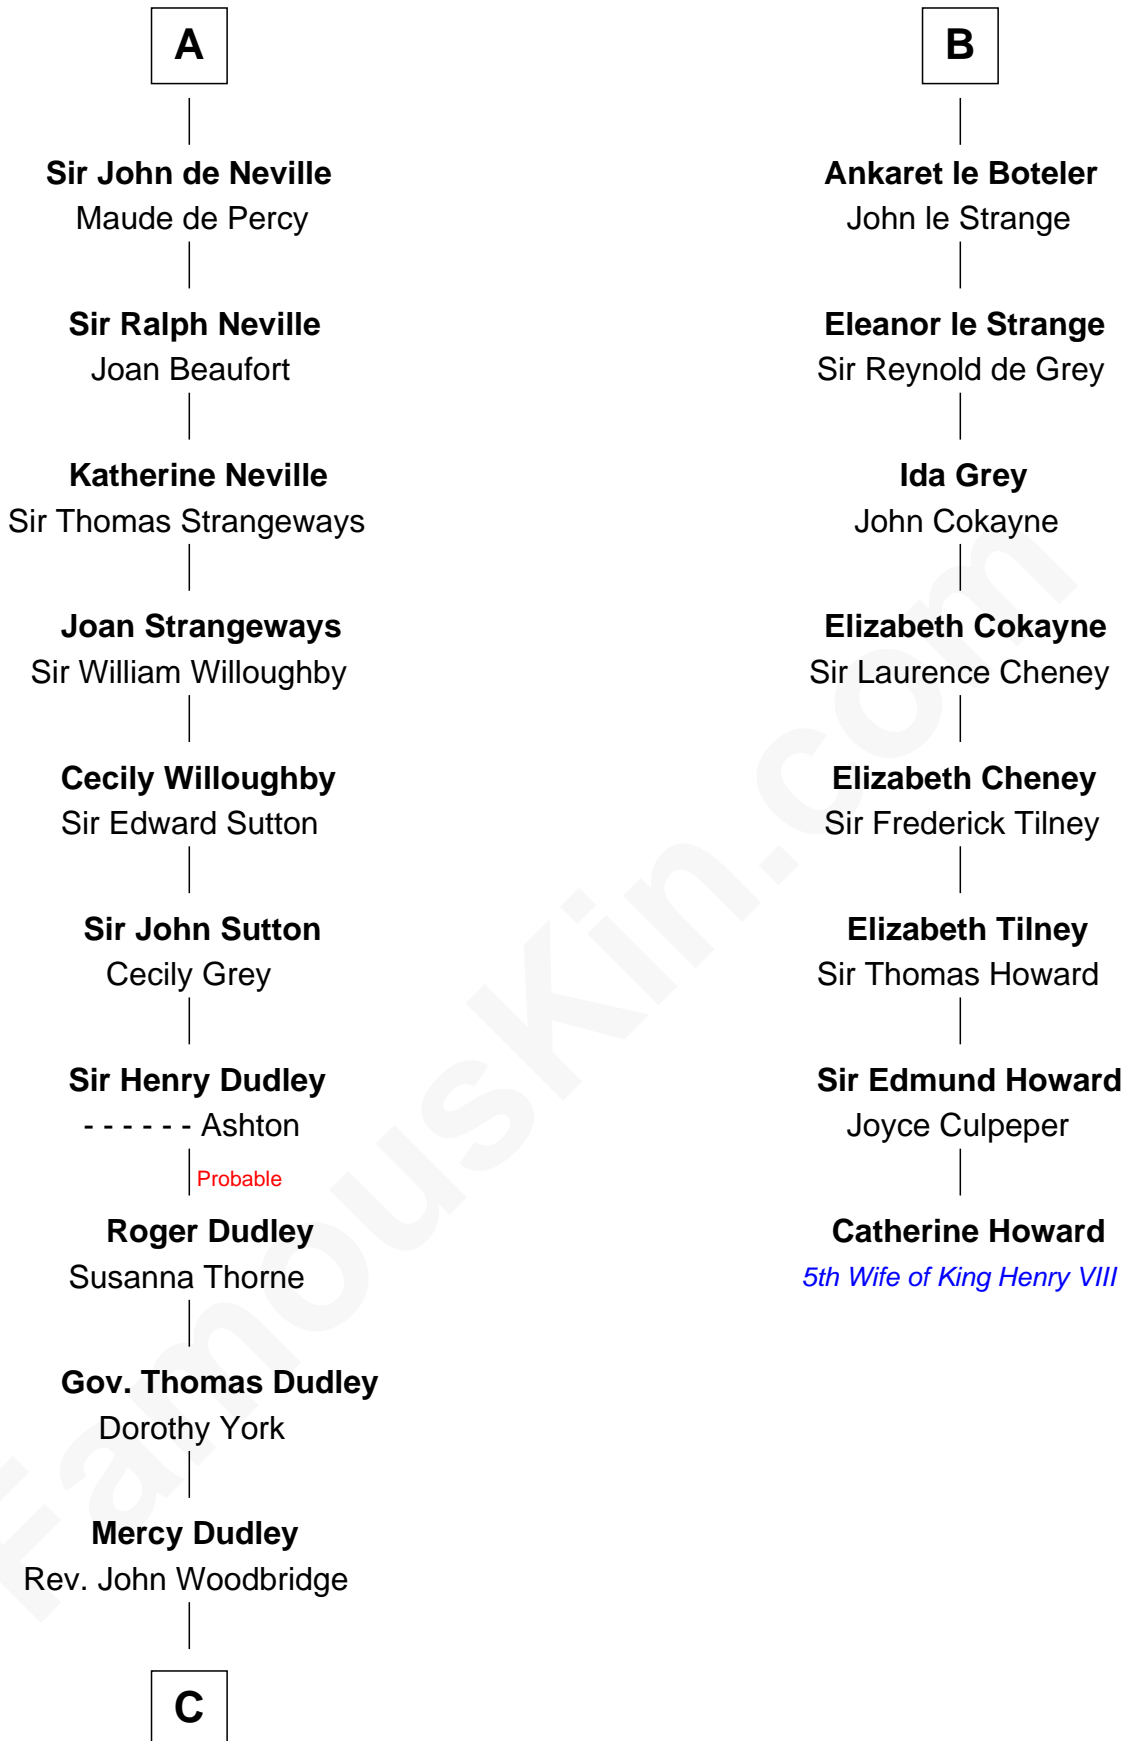 A
Sir John de Neville
Maude de Percy
Sir Ralph Neville
Joan Beaufort
Katherine Neville
Sir Thomas Strangeways
Joan Strangeways
Sir William Willoughby
Cecily Willoughby
Sir Edward Sutton
Sir John Sutton
Cecily Grey
Sir Henry Dudley
- - - - - - Ashton
Probable
Roger Dudley
Susanna Thorne
Gov. Thomas Dudley
Dorothy York
Mercy Dudley
Rev. John Woodbridge
C
B
Ankaret le Boteler
John le Strange
Eleanor le Strange
Sir Reynold de Grey
Ida Grey
John Cokayne
Elizabeth Cokayne
Sir Laurence Cheney
Elizabeth Cheney
Sir Frederick Tilney
Elizabeth Tilney
Sir Thomas Howard
Sir Edmund Howard
Joyce Culpeper
Catherine Howard
5th Wife of King Henry VIII
FamousKin.com